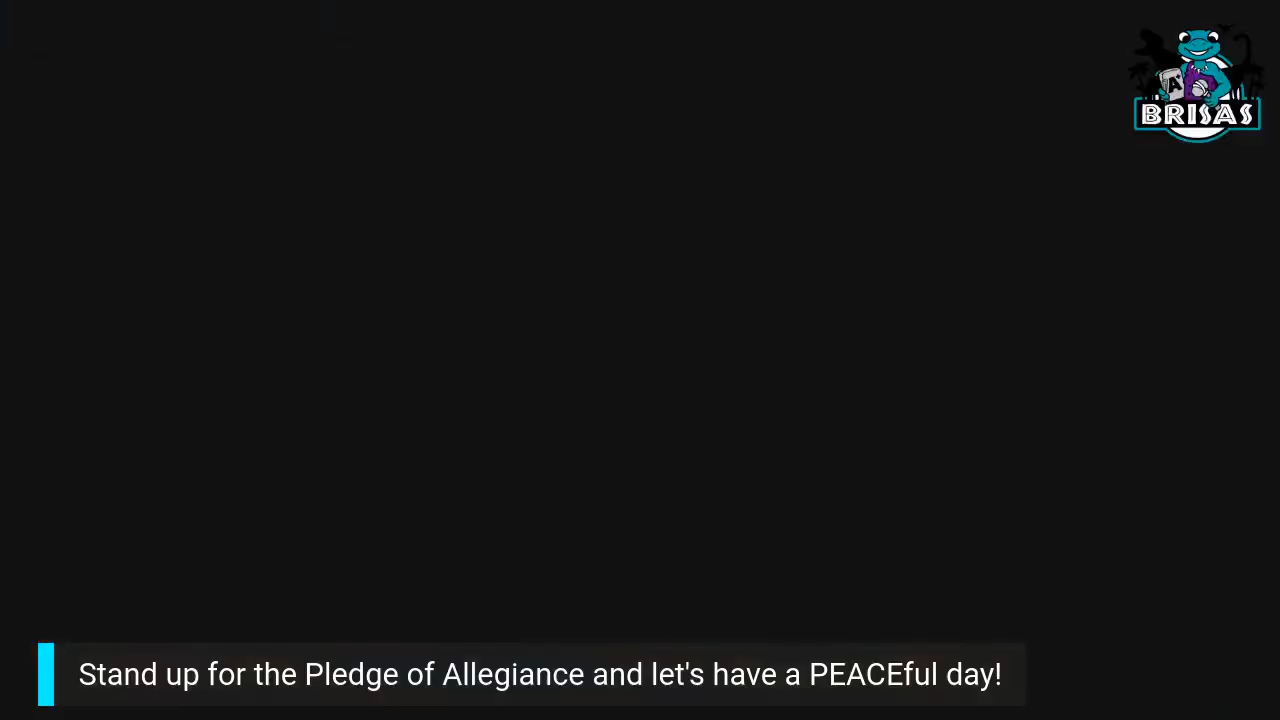 A+
BRISAS
Stand up for the Pledge of Allegiance and let's have a PEACEful day!